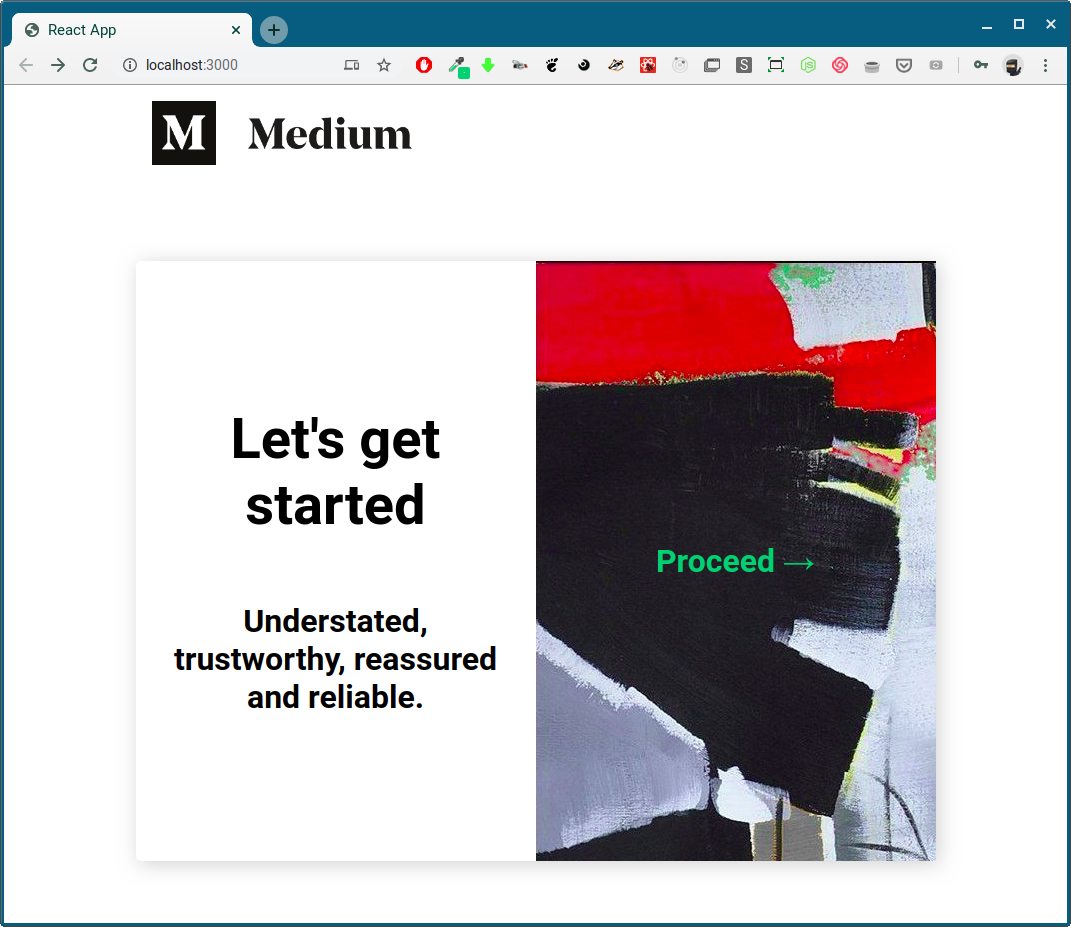 React App
localhost:3000
S
M Medium
Let's get
started
Proceed →
Understated,
trustworthy, reassured
and reliable.